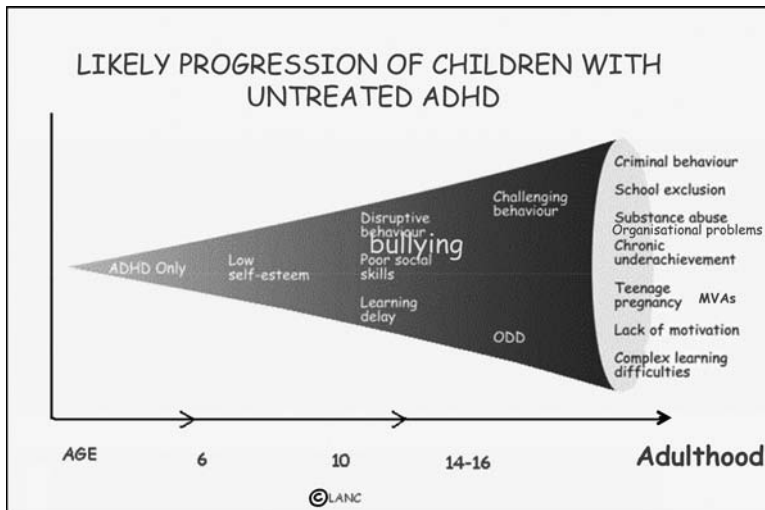 LIKELY PROGRESSION OF CHILDREN WITH
UNTREATED ADHD
ADHD Only
Low
self-esteem
Disruptive
behaviour
bullying
Poor social
skills
Learning
delay
Challenging
behaviour
ODD
Criminal behaviour
School exclusion
Substance abuse
Organisational problems
Chronic
underachievement
Teenage
pregnancy
MVAs
Lack of motivation
Complex learning
difficulties
AGE
6
10
14-16
Adulthood
©LANC